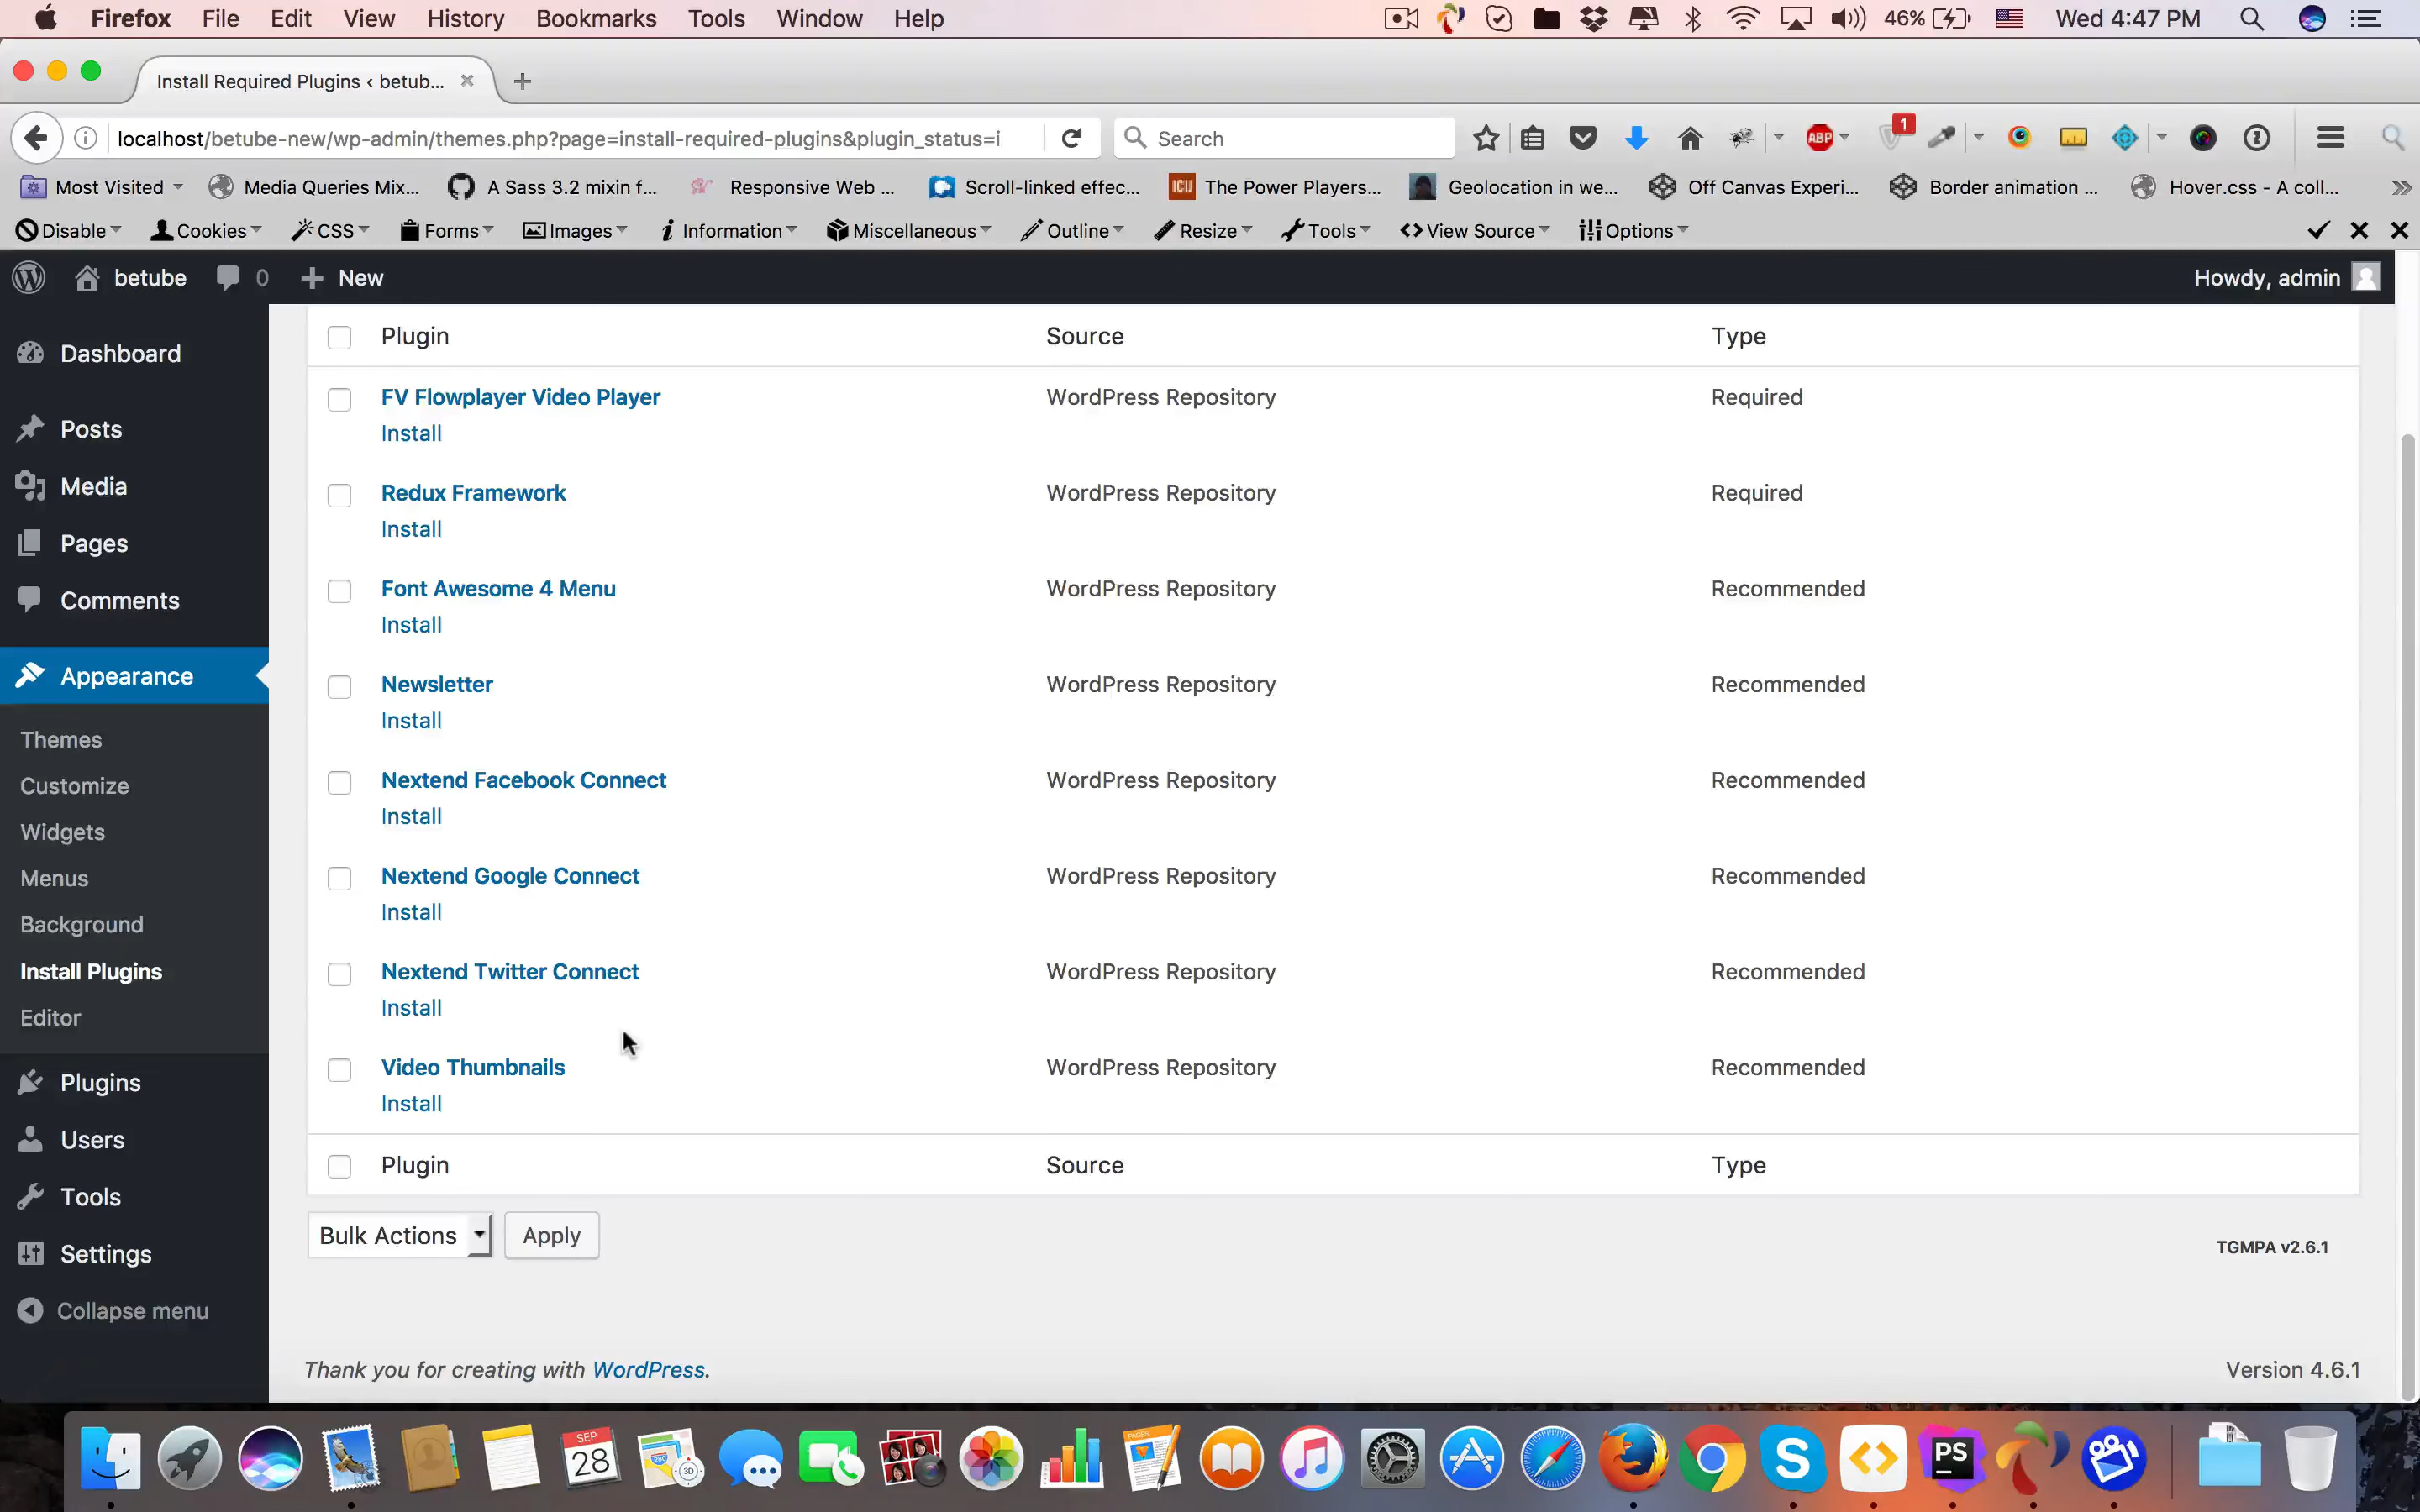 Firefox File Edit View History Bookmarks Tools Window Help 46% Wed 4:47 PM
Install Required Plugins ‹ betub...
localhost/betube-new/wp-admin/themes.php?page=install-required-plugins&plugin_status=i Search ABP 1
Most Visited Media Queries Mix... A Sass 3.2 mixin f... Responsive Web ... Scroll-linked effec... The Power Players... Geolocation in we... Off Canvas Experi... Border animation ... Hover.css - A coll...
Disable Cookies CSS Forms Images Information Miscellaneous Outline Resize Tools View Source Options
betube 0 New Howdy, admin
Plugin Source Type
Dashboard
FV Flowplayer Video Player WordPress Repository Required
Install
Posts
Media
Redux Framework WordPress Repository Required
Install
Pages
Comments
Font Awesome 4 Menu WordPress Repository Recommended
Install
Appearance
Newsletter WordPress Repository Recommended
Install
Themes
Customize
Nextend Facebook Connect WordPress Repository Recommended
Install
Widgets
Menus
Nextend Google Connect WordPress Repository Recommended
Install
Background
Install Plugins
Nextend Twitter Connect WordPress Repository Recommended
Install
Editor
Video Thumbnails WordPress Repository Recommended
Install
Plugins
Users
Plugin Source Type
Tools
Bulk Actions Apply
TGMPA v2.6.1
Settings
Collapse menu
Thank you for creating with WordPress. Version 4.6.1
SEP
28
PAGES
280
3D
PS